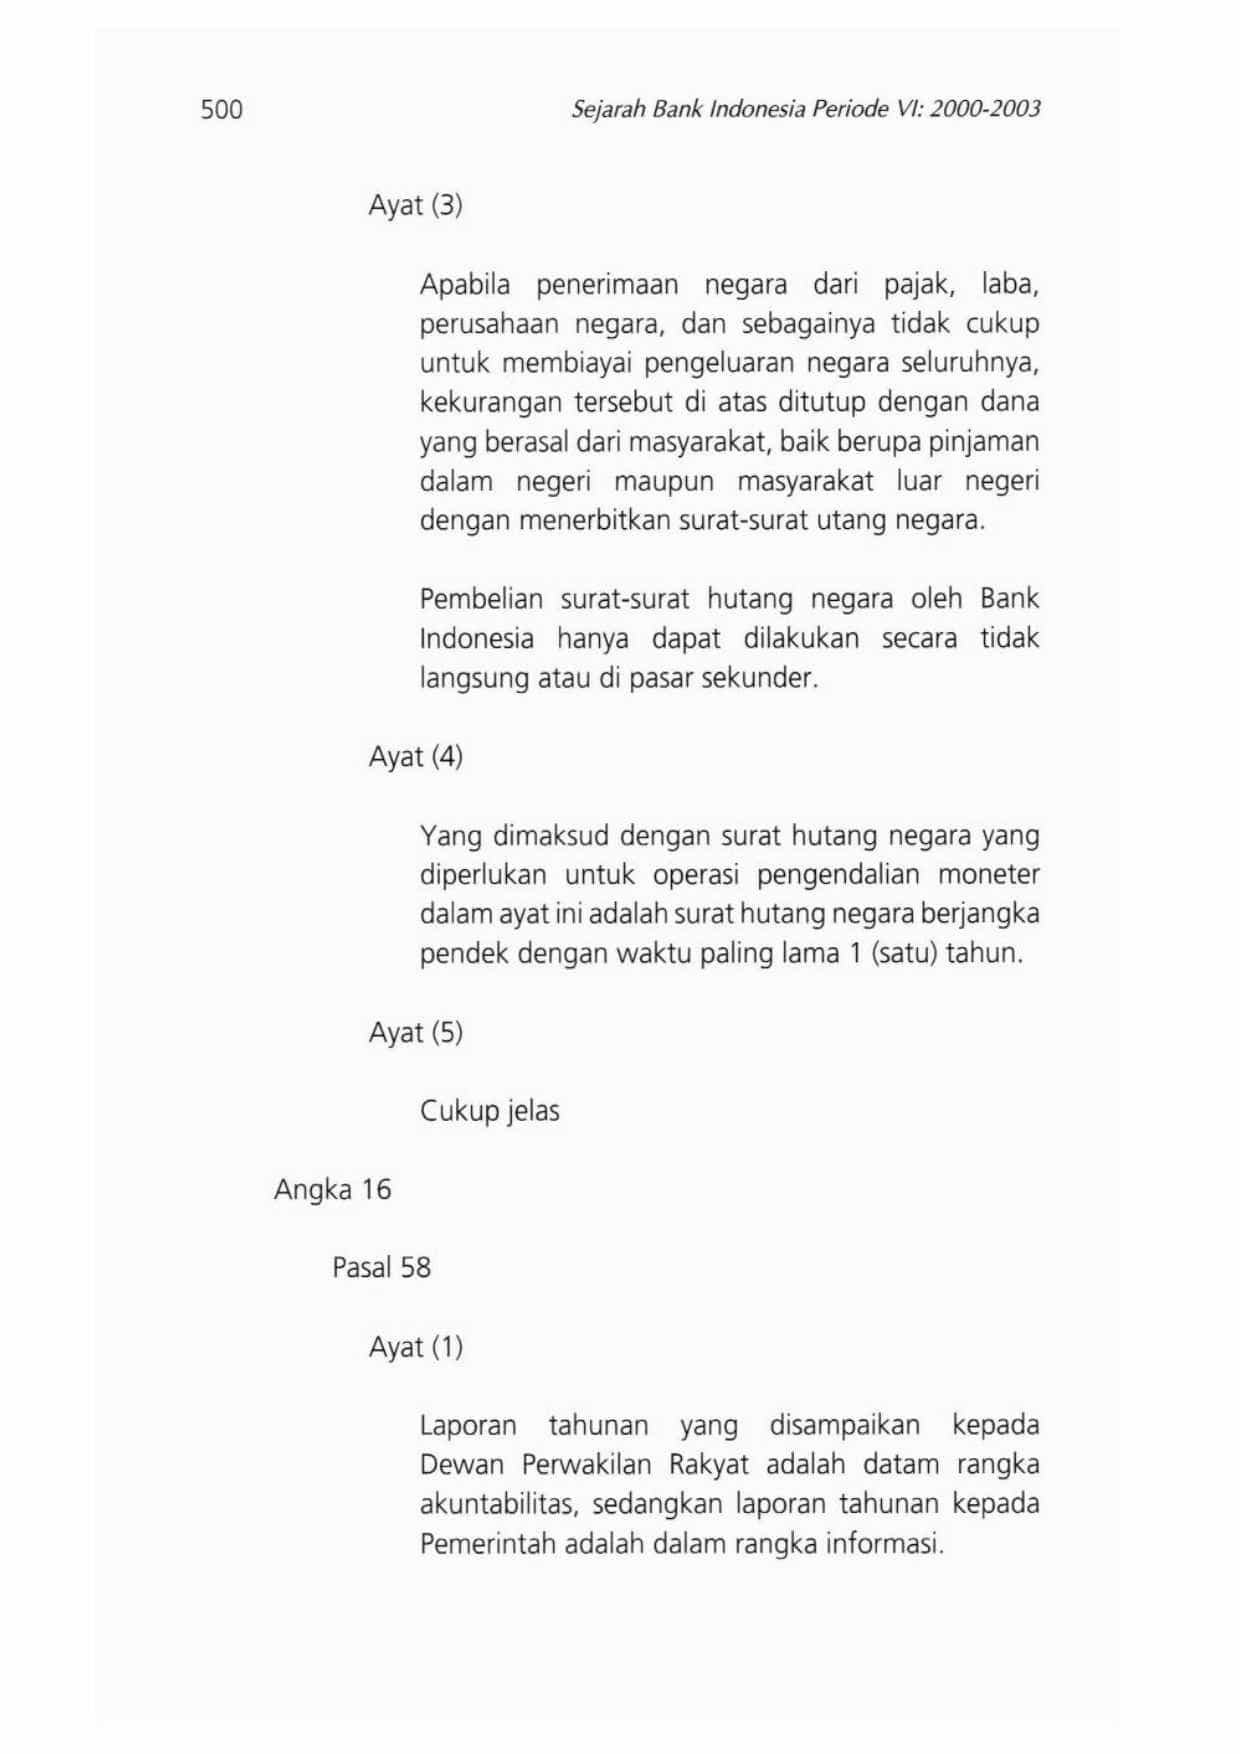 500
Sejarah Bank Indonesia Periode VI: 2000-2003
Ayat (3)
Apabila penerimaan negara dari pajak, laba,
perusahaan negara, dan sebagainya tidak cukup
untuk membiayai pengeluaran negara seluruhnya,
kekurangan tersebut di atas ditutup dengan dana
yang berasal dari masyarakat, baik berupa pinjaman
dalam negeri maupun masyarakat luar negeri
dengan menerbitkan surat-surat utang negara.
Pembelian surat-surat hutang negara oleh Bank
Indonesia hanya dapat dilakukan secara tidak
langsung atau di pasar sekunder.
Ayat (4)
Yang dimaksud dengan surat hutang negara yang
diperlukan untuk operasi pengendalian moneter
dalam ayat ini adalah surat hutang negara berjangka
pendek dengan waktu paling lama 1 (satu) tahun.
Ayat (5)
Cukup jelas
Angka 16
Pasal 58
Ayat (1)
Laporan tahunan yang disampaikan kepada
Dewan Perwakilan Rakyat adalah datam rangka
akuntabilitas, sedangkan laporan tahunan kepada
Pemerintah adalah dalam rangka informasi.